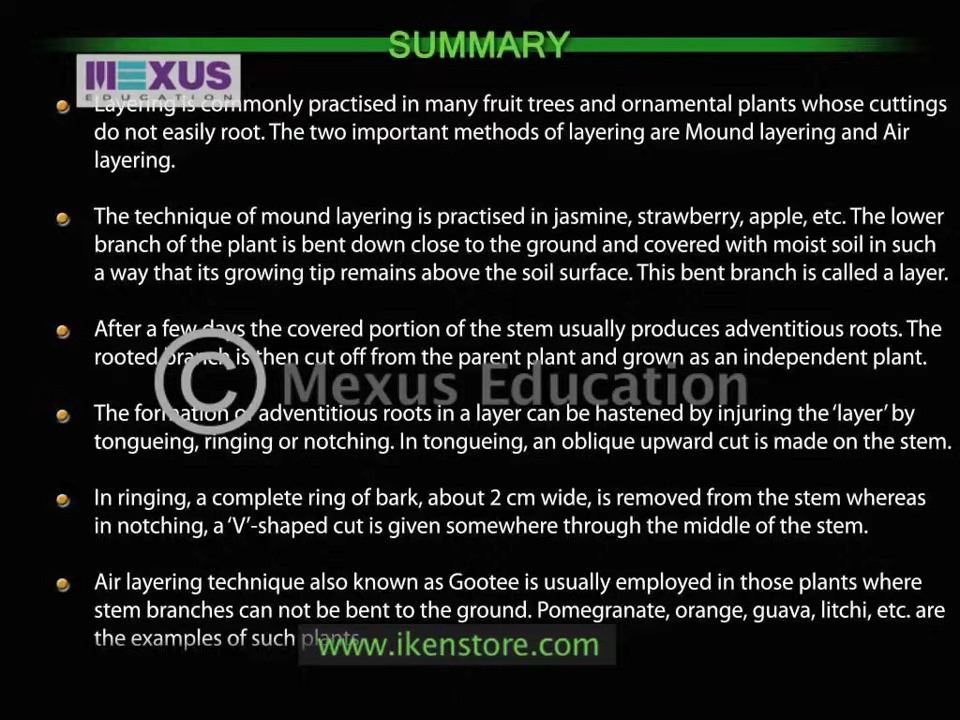 SUMMARY
MEXUS
EDUCATION
Layering is commonly practised in many fruit trees and ornamental plants whose cuttings
do not easily root. The two important methods of layering are Mound layering and Air
layering.
The technique of mound layering is practised in jasmine, strawberry, apple, etc. The lower
branch of the plant is bent down close to the ground and covered with moist soil in such
a way that its growing tip remains above the soil surface. This bent branch is called a layer.
After a few days the covered portion of the stem usually produces adventitious roots. The
rooted branch is then cut off from the parent plant and grown as an independent plant.
© Mexus Education
The formation of adventitious roots in a layer can be hastened by injuring the ‘layer’ by
tongueing, ringing or notching. In tongueing, an oblique upward cut is made on the stem.
In ringing, a complete ring of bark, about 2 cm wide, is removed from the stem whereas
in notching, a ‘V’-shaped cut is given somewhere through the middle of the stem.
Air layering technique also known as Gootee is usually employed in those plants where
stem branches can not be bent to the ground. Pomegranate, orange, guava, litchi, etc. are
the examples of such plants.
www.ikenstore.com